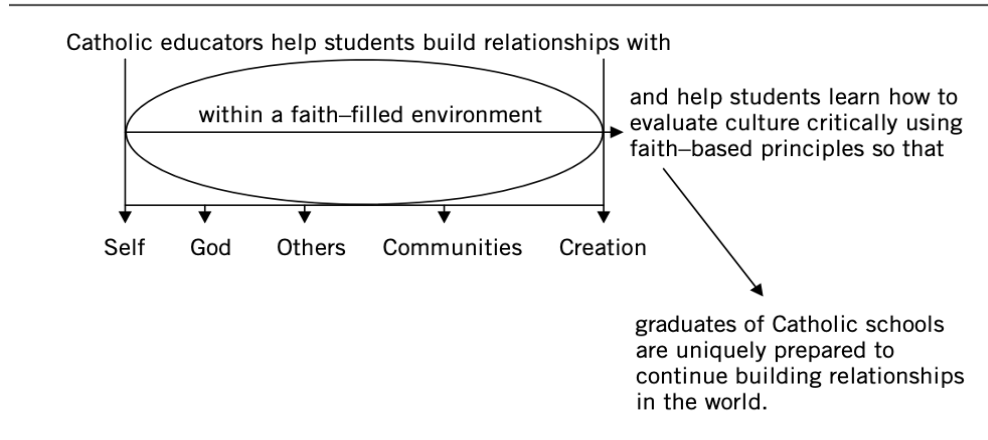 Catholic educators help students build relationships with
within a faith–filled environment
and help students learn how to
evaluate culture critically using
faith–based principles so that
Self God Others Communities Creation
graduates of Catholic schools
are uniquely prepared to
continue building relationships
in the world.